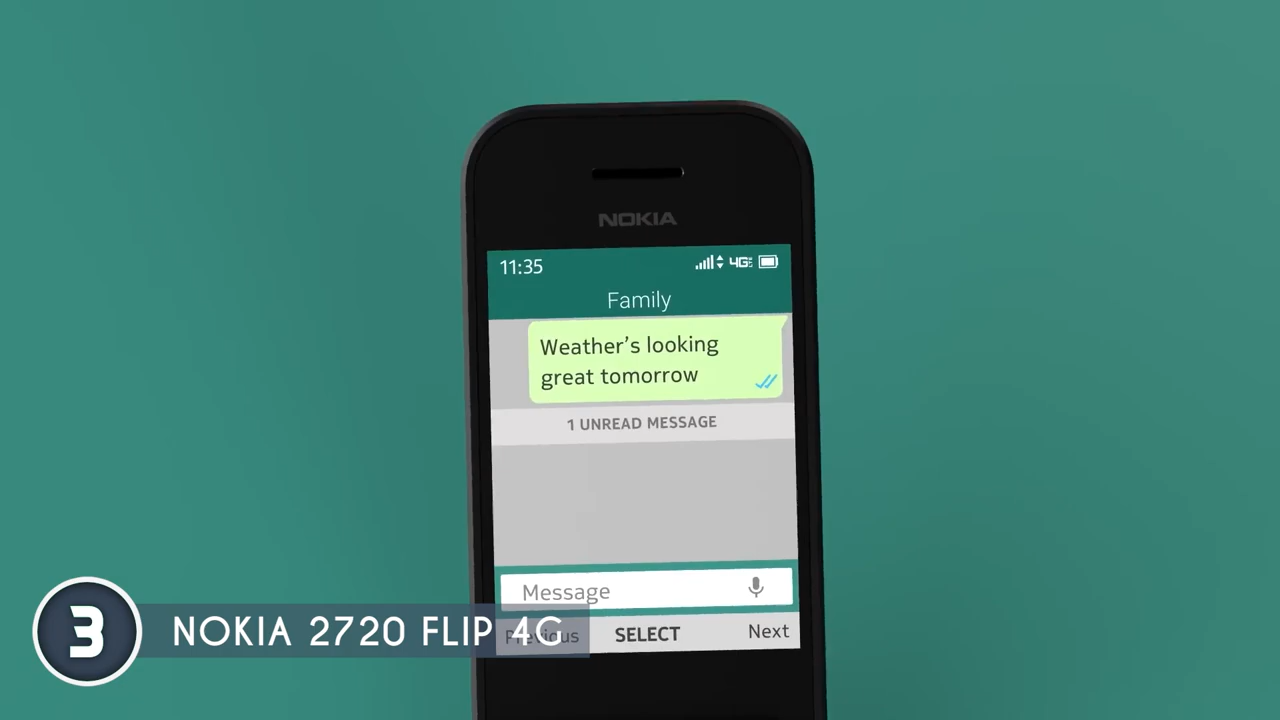 NOKIA
11:35
4G
Family
Weather's looking
great tomorrow
1 UNREAD MESSAGE
Message
Previous SELECT Next
3 NOKIA 2720 FLIP 4G